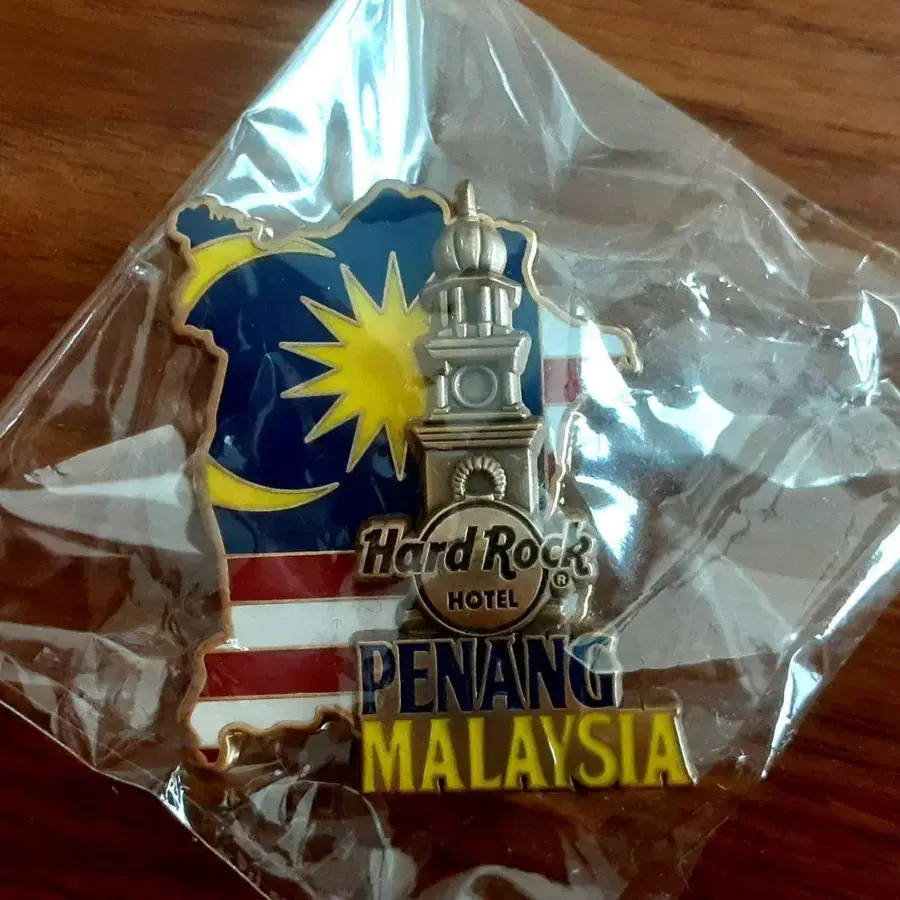 Hard Rock ®
HOTEL
PENANG
MALAYSIA